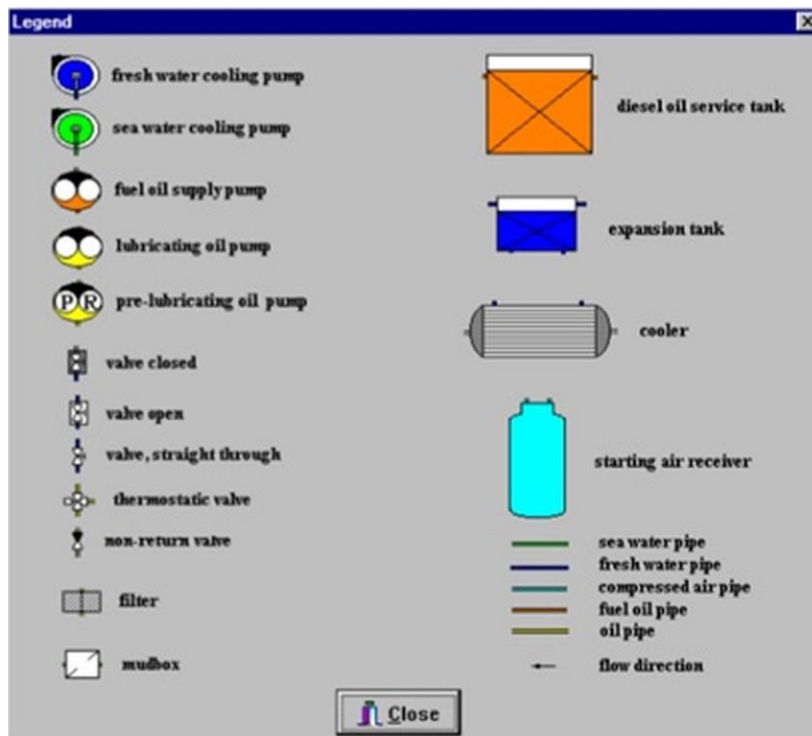 Legend
fresh water cooling pump
sea water cooling pump
fuel oil supply pump
lubricating oil pump
P R
pre-lubricating oil pump
valve closed
valve open
valve, straight through
thermostatic valve
non-return valve
filter
mudbox
diesel oil service tank
expansion tank
cooler
starting air receiver
sea water pipe
fresh water pipe
compressed air pipe
fuel oil pipe
oil pipe
flow direction
Close